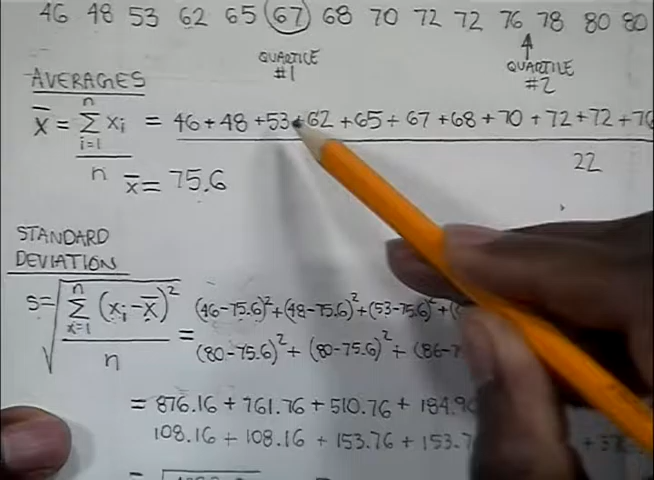 46 48 53 62 65 67 68 70 72 72 76 78 80 80
QUARTILE
#1
QUARTILE
#2
AVERAGES
x̄ = n Σ i=1 xi / n = 46+48+53+62+65+67+68+70+72+72+76
22
x̄ = 75.6
STANDARD
DEVIATION
s = √ n Σ x=1 (xi-x̄)² / n = (46-75.6)²+(48-75.6)²+(53-75.6)²+
(80-75.6)²+(80-75.6)²+(86-7
= 876.16+761.76+510.76+184.96
108.16+108.16+153.76+153.7
=